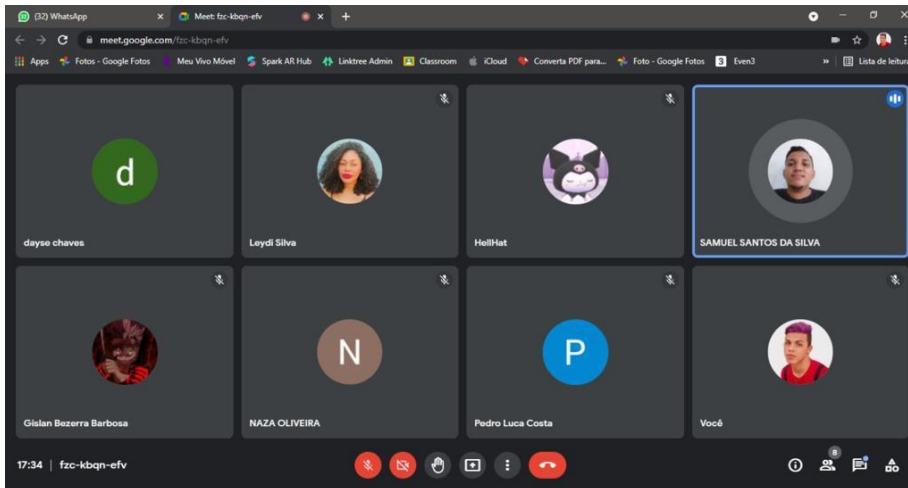 (32) WhatsApp
Meet: fzc-kbqn-efv
meet.google.com/fzc-kbqn-efv
Apps Fotos - Google Fotos Meu Vivo Móvel Spark AR Hub Linktree Admin Classroom iCloud Converta PDF para... Foto - Google Fotos 3 Even3 » Lista de leitura
d
dayse chaves
Leydi Silva
HellHat
SAMUEL SANTOS DA SILVA
Gislan Bezerra Barbosa
N
NAZA OLIVEIRA
P
Pedro Luca Costa
Você
17:34 | fzc-kbqn-efv
8